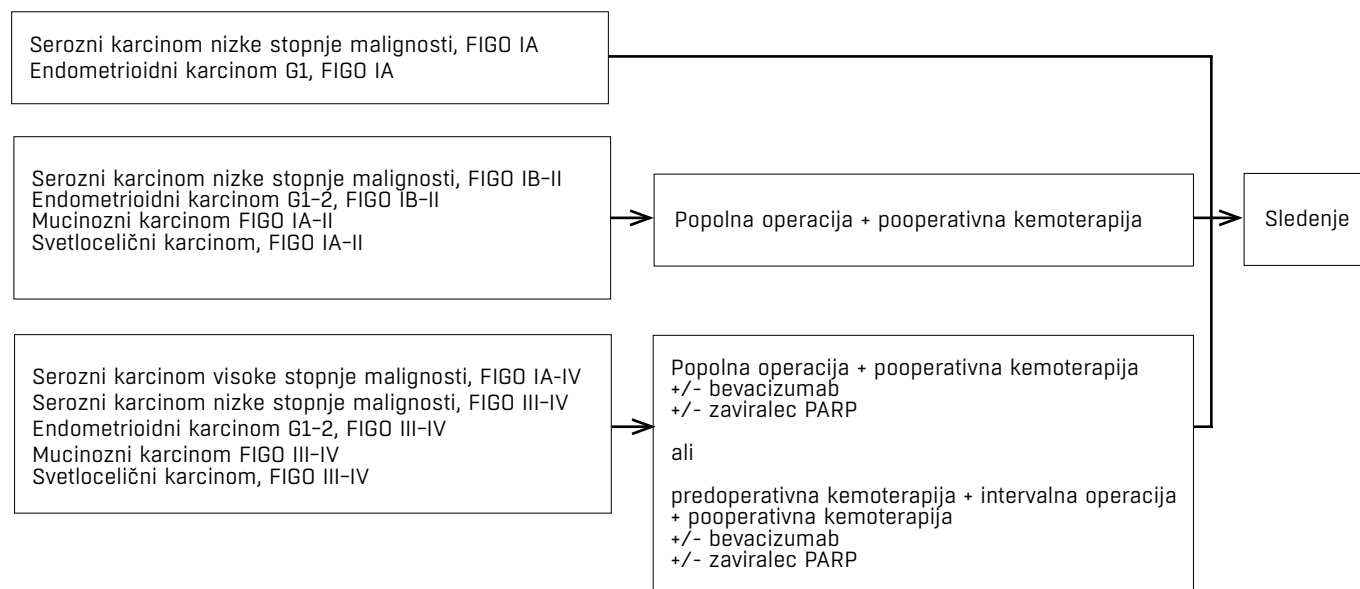 Serozni karcinom nizke stopnje malignosti, FIGO IA
Endometrioidni karcinom G1, FIGO IA
Serozni karcinom nizke stopnje malignosti, FIGO IB–II
Endometrioidni karcinom G1–2, FIGO IB–II
Mucinozni karcinom FIGO IA–II
Svetlocelični karcinom, FIGO IA–II
Popolna operacija + pooperativna kemoterapija
Sledenje
Serozni karcinom visoke stopnje malignosti, FIGO IA-IV
Serozni karcinom nizke stopnje malignosti, FIGO III–IV
Endometrioidni karcinom G1–2, FIGO III–IV
Mucinozni karcinom FIGO III–IV
Svetlocelični karcinom, FIGO III–IV
Popolna operacija + pooperativna kemoterapija
+/- bevacizumab
+/- zaviralec PARP
ali
predoperativna kemoterapija + intervalna operacija
+ pooperativna kemoterapija
+/- bevacizumab
+/- zaviralec PARP